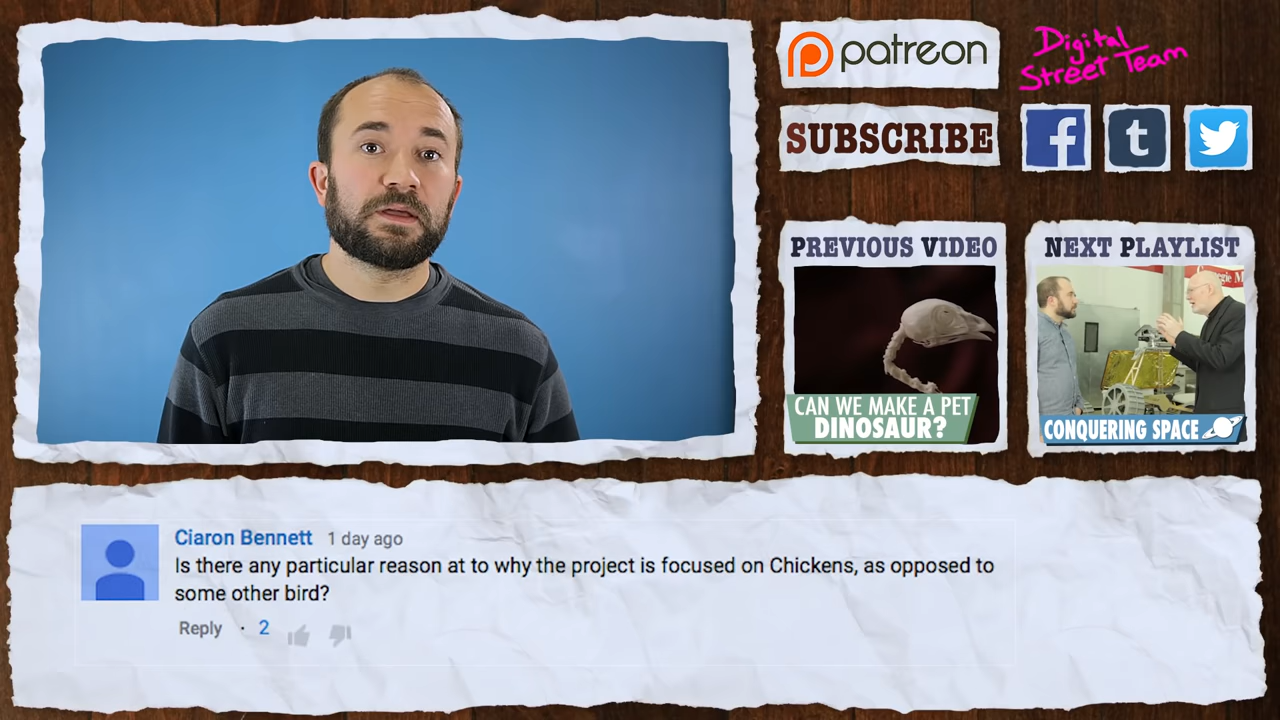 patreon
Digital
Street Team
SUBSCRIBE
PREVIOUS VIDEO
NEXT PLAYLIST
CAN WE MAKE A PET
DINOSAUR?
CONQUERING SPACE
Ciaron Bennett 1 day ago
Is there any particular reason at to why the project is focused on Chickens, as opposed to
some other bird?
Reply · 2